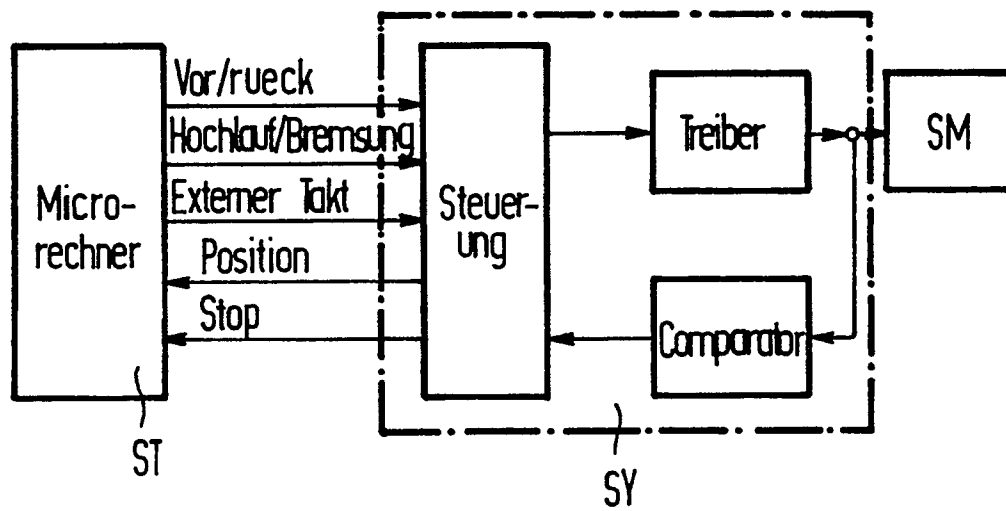 Micro-
rechner
Vor/rueck
Hochlauf/Bremsung
Externer Takt
Position
Stop
Steuer-
ung
Treiber
Comparator
SM
ST
SY